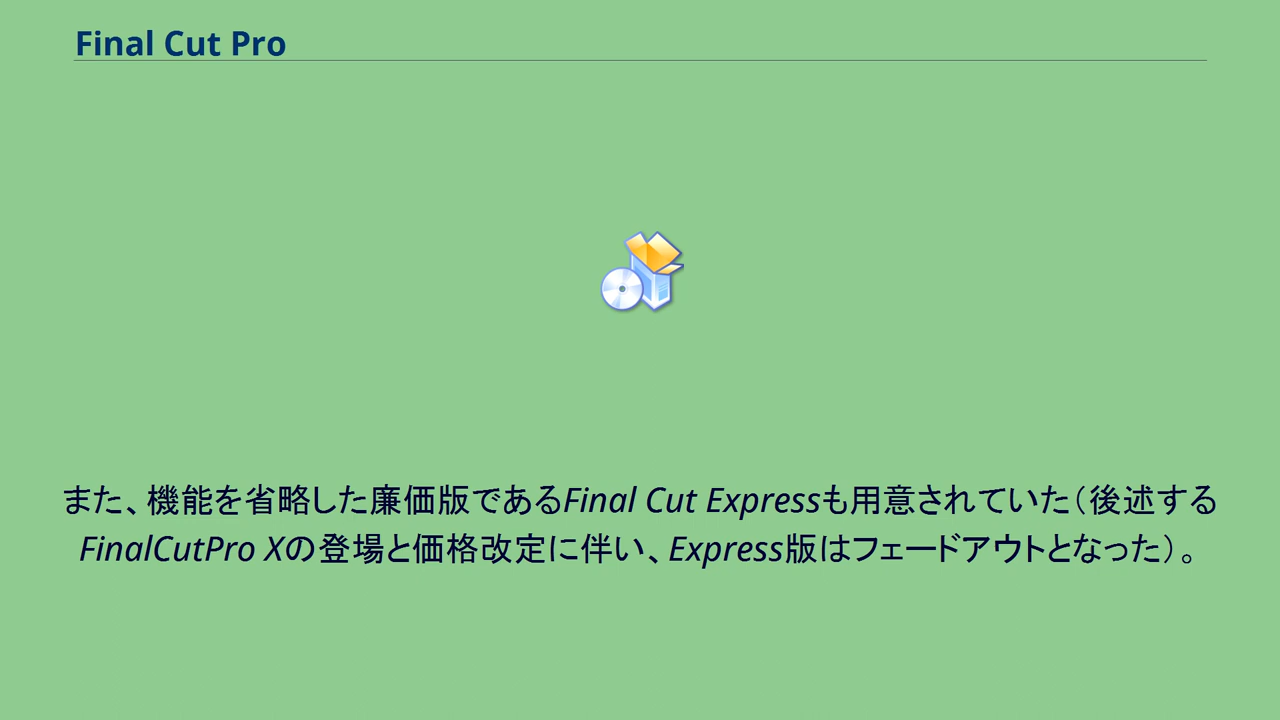 Final Cut Pro
また、機能を省略した廉価版であるFinal Cut Expressも用意されていた（後述する
FinalCutPro Xの登場と価格改定に伴い、Express版はフェードアウトとなった）。